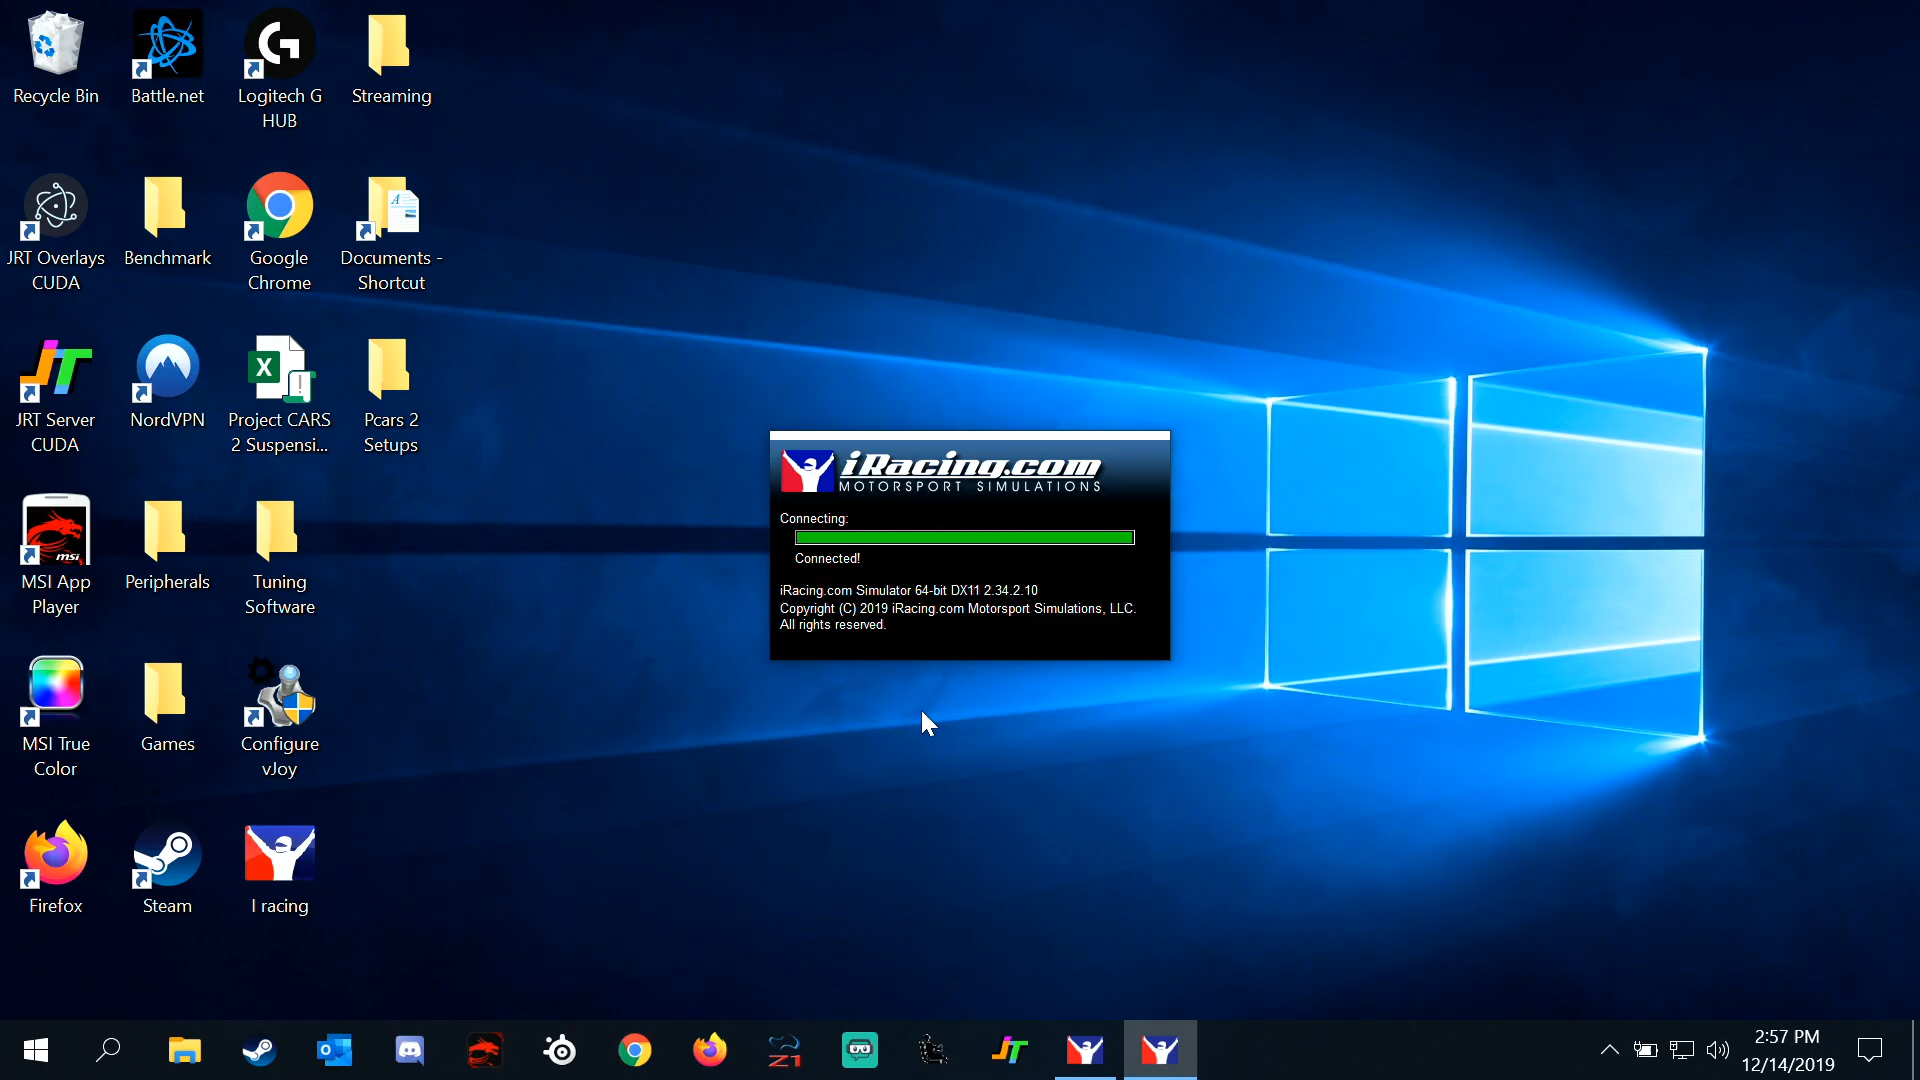 Recycle Bin
Battle.net
Logitech G
HUB
Streaming
JRT Overlays
CUDA
Benchmark
Google
Chrome
A
Documents -
Shortcut
JRT Server
CUDA
NordVPN
X
Project CARS
2 Suspensi...
Pcars 2
Setups
msi
MSI App
Player
Peripherals
Tuning
Software
MSI True
Color
Games
Configure
vJoy
Firefox
Steam
I racing
iRacing.com
MOTORSPORT SIMULATIONS
Connecting:
Connected!
iRacing.com Simulator 64-bit DX11 2.34.2.10
Copyright (C) 2019 iRacing.com Motorsport Simulations, LLC.
All rights reserved.
Z1
2:57 PM
12/14/2019